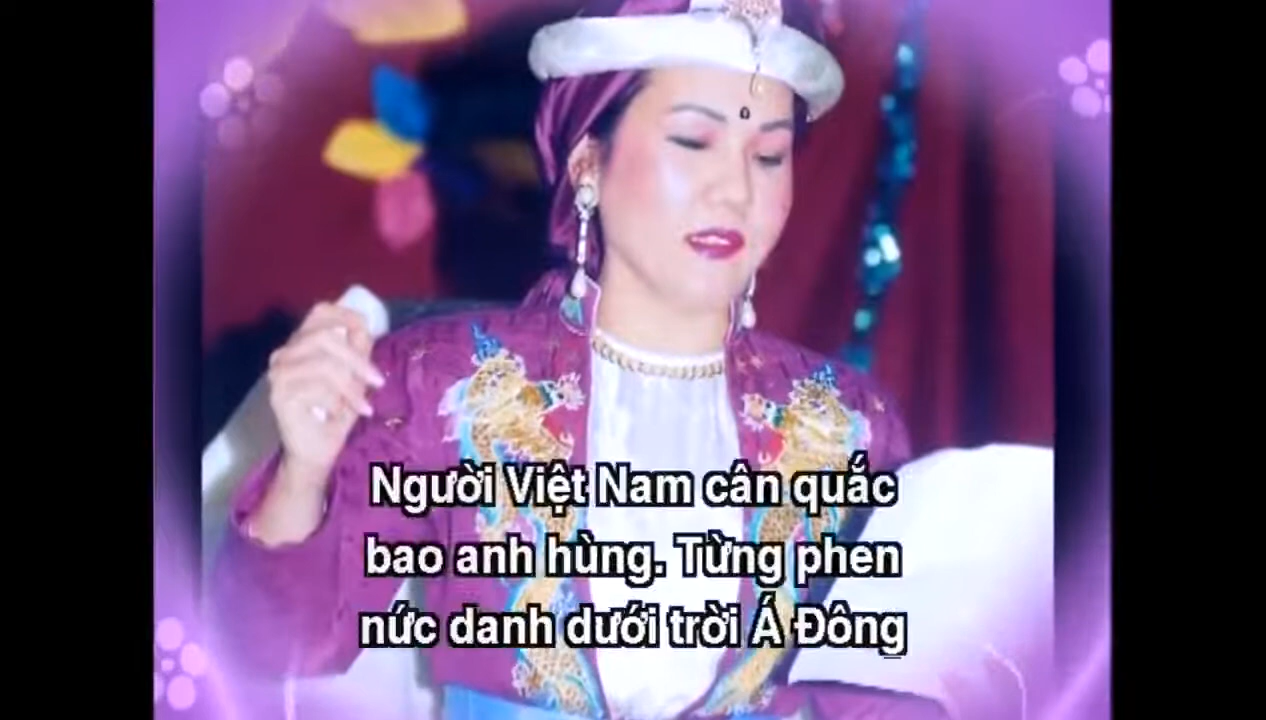 Người Việt Nam cân quắc
bao anh hùng. Từng phen
nức danh dưới trời Á Đông